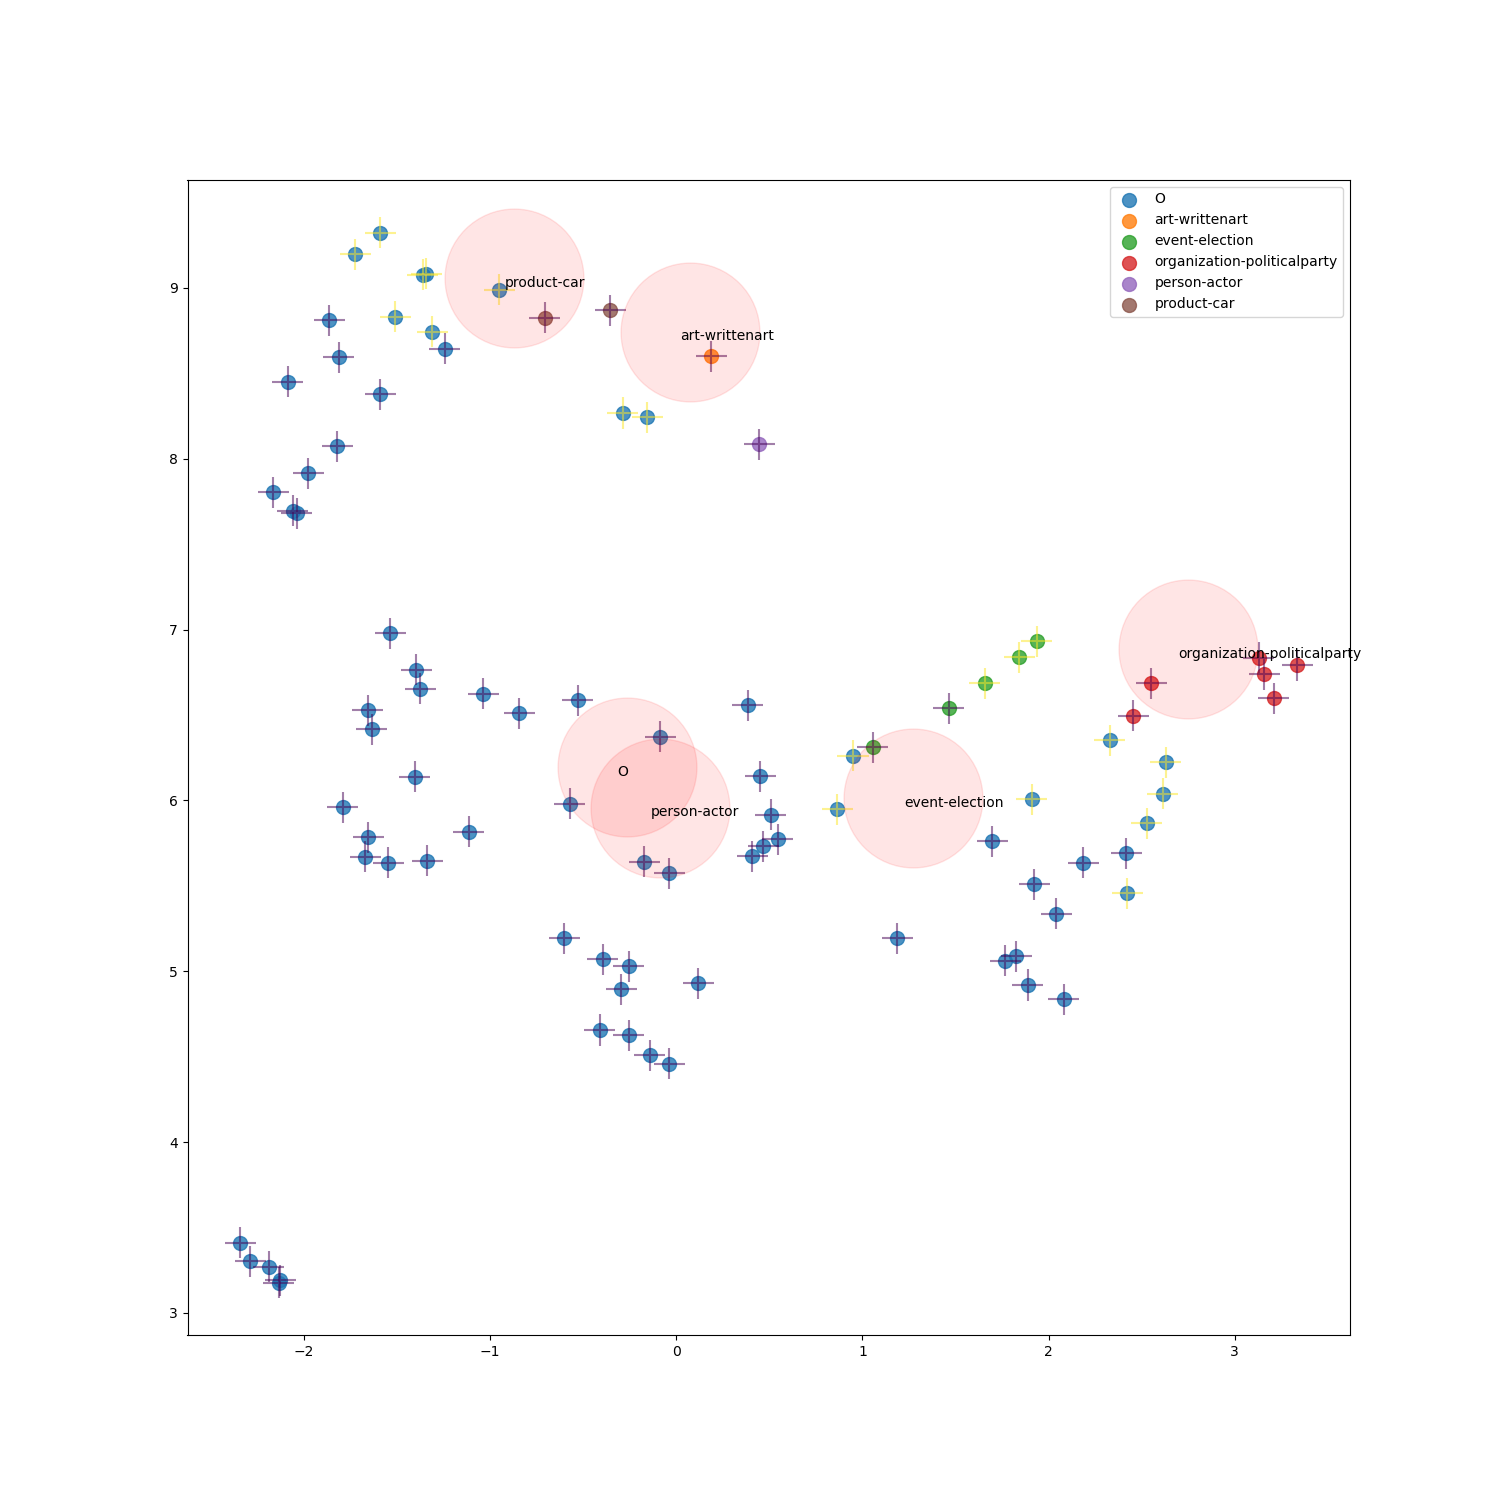 O
art-writtenart
event-election
organization-politicalparty
person-actor
product-car
product-car
art-writtenart
organization-politicalparty
O
person-actor
event-election
9
8
7
6
5
4
3
−2
−1
0
1
2
3